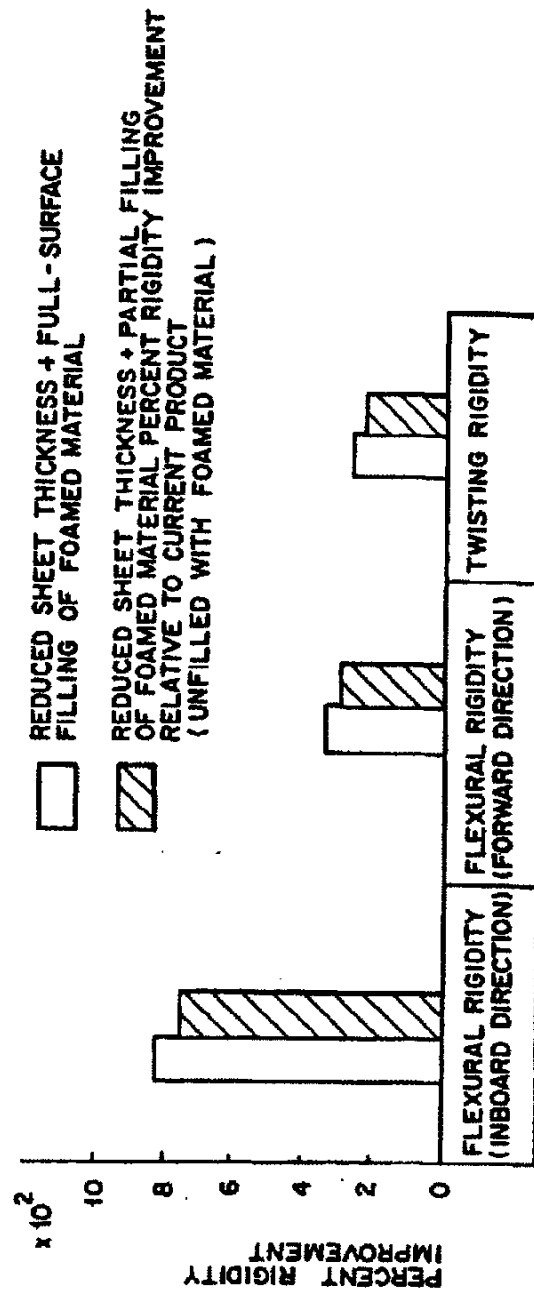 REDUCED SHEET THICKNESS + FULL-SURFACE
FILLING OF FOAMED MATERIAL
REDUCED SHEET THICKNESS + PARTIAL FILLING
OF FOAMED MATERIAL PERCENT RIGIDITY IMPROVEMENT
RELATIVE TO CURRENT PRODUCT
(UNFILLED WITH FOAMED MATERIAL)
PERCENT RIGIDITY
IMPROVEMENT
x 10²
10
8
6
4
2
0
FLEXURAL RIGIDITY
(INBOARD DIRECTION)
FLEXURAL RIGIDITY
(FORWARD DIRECTION)
TWISTING RIGIDITY